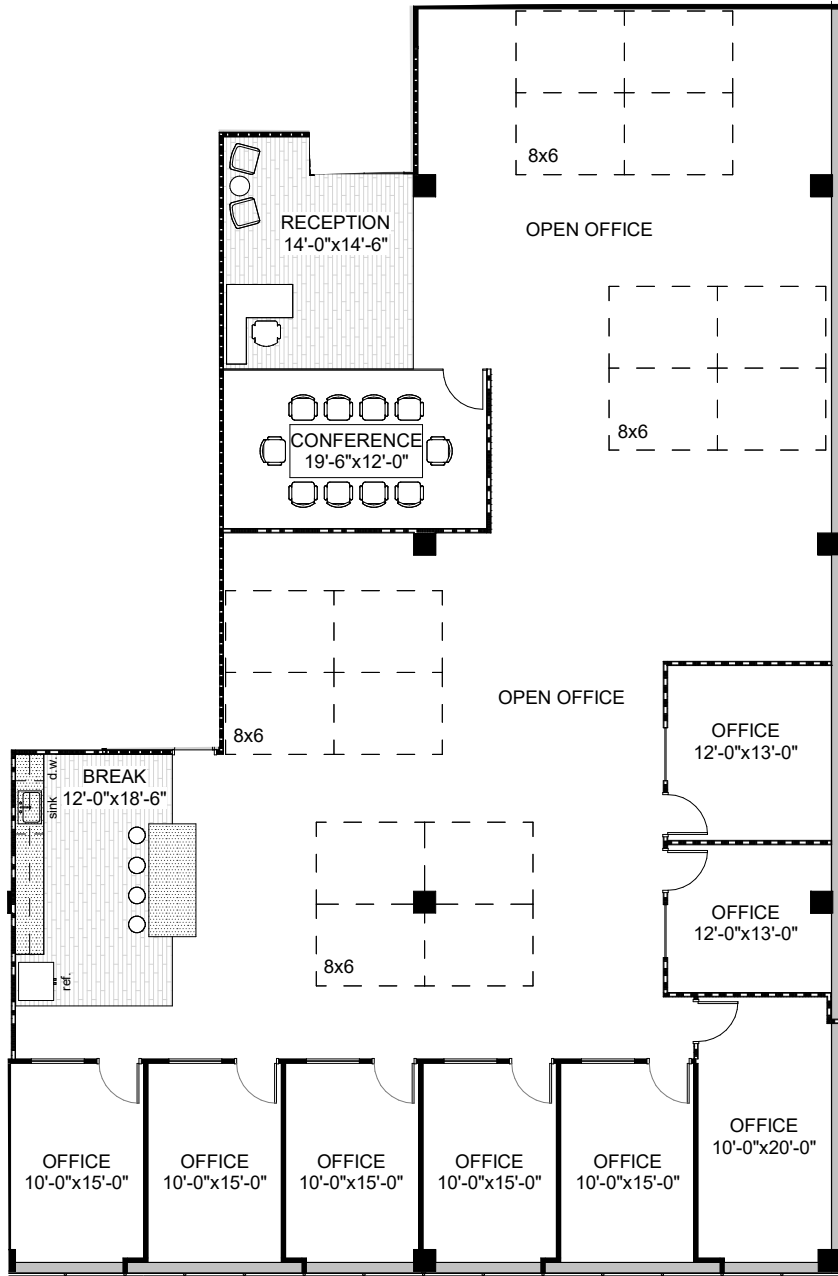 8x6
RECEPTION
14'-0"x14'-6"
OPEN OFFICE
8x6
CONFERENCE
19'-6"x12'-0"
8x6
OPEN OFFICE
OFFICE
12'-0"x13'-0"
d.w.
sink
BREAK
12'-0"x18'-6"
OFFICE
12'-0"x13'-0"
8x6
ref.
OFFICE
10'-0"x20'-0"
OFFICE
10'-0"x15'-0"
OFFICE
10'-0"x15'-0"
OFFICE
10'-0"x15'-0"
OFFICE
10'-0"x15'-0"
OFFICE
10'-0"x15'-0"